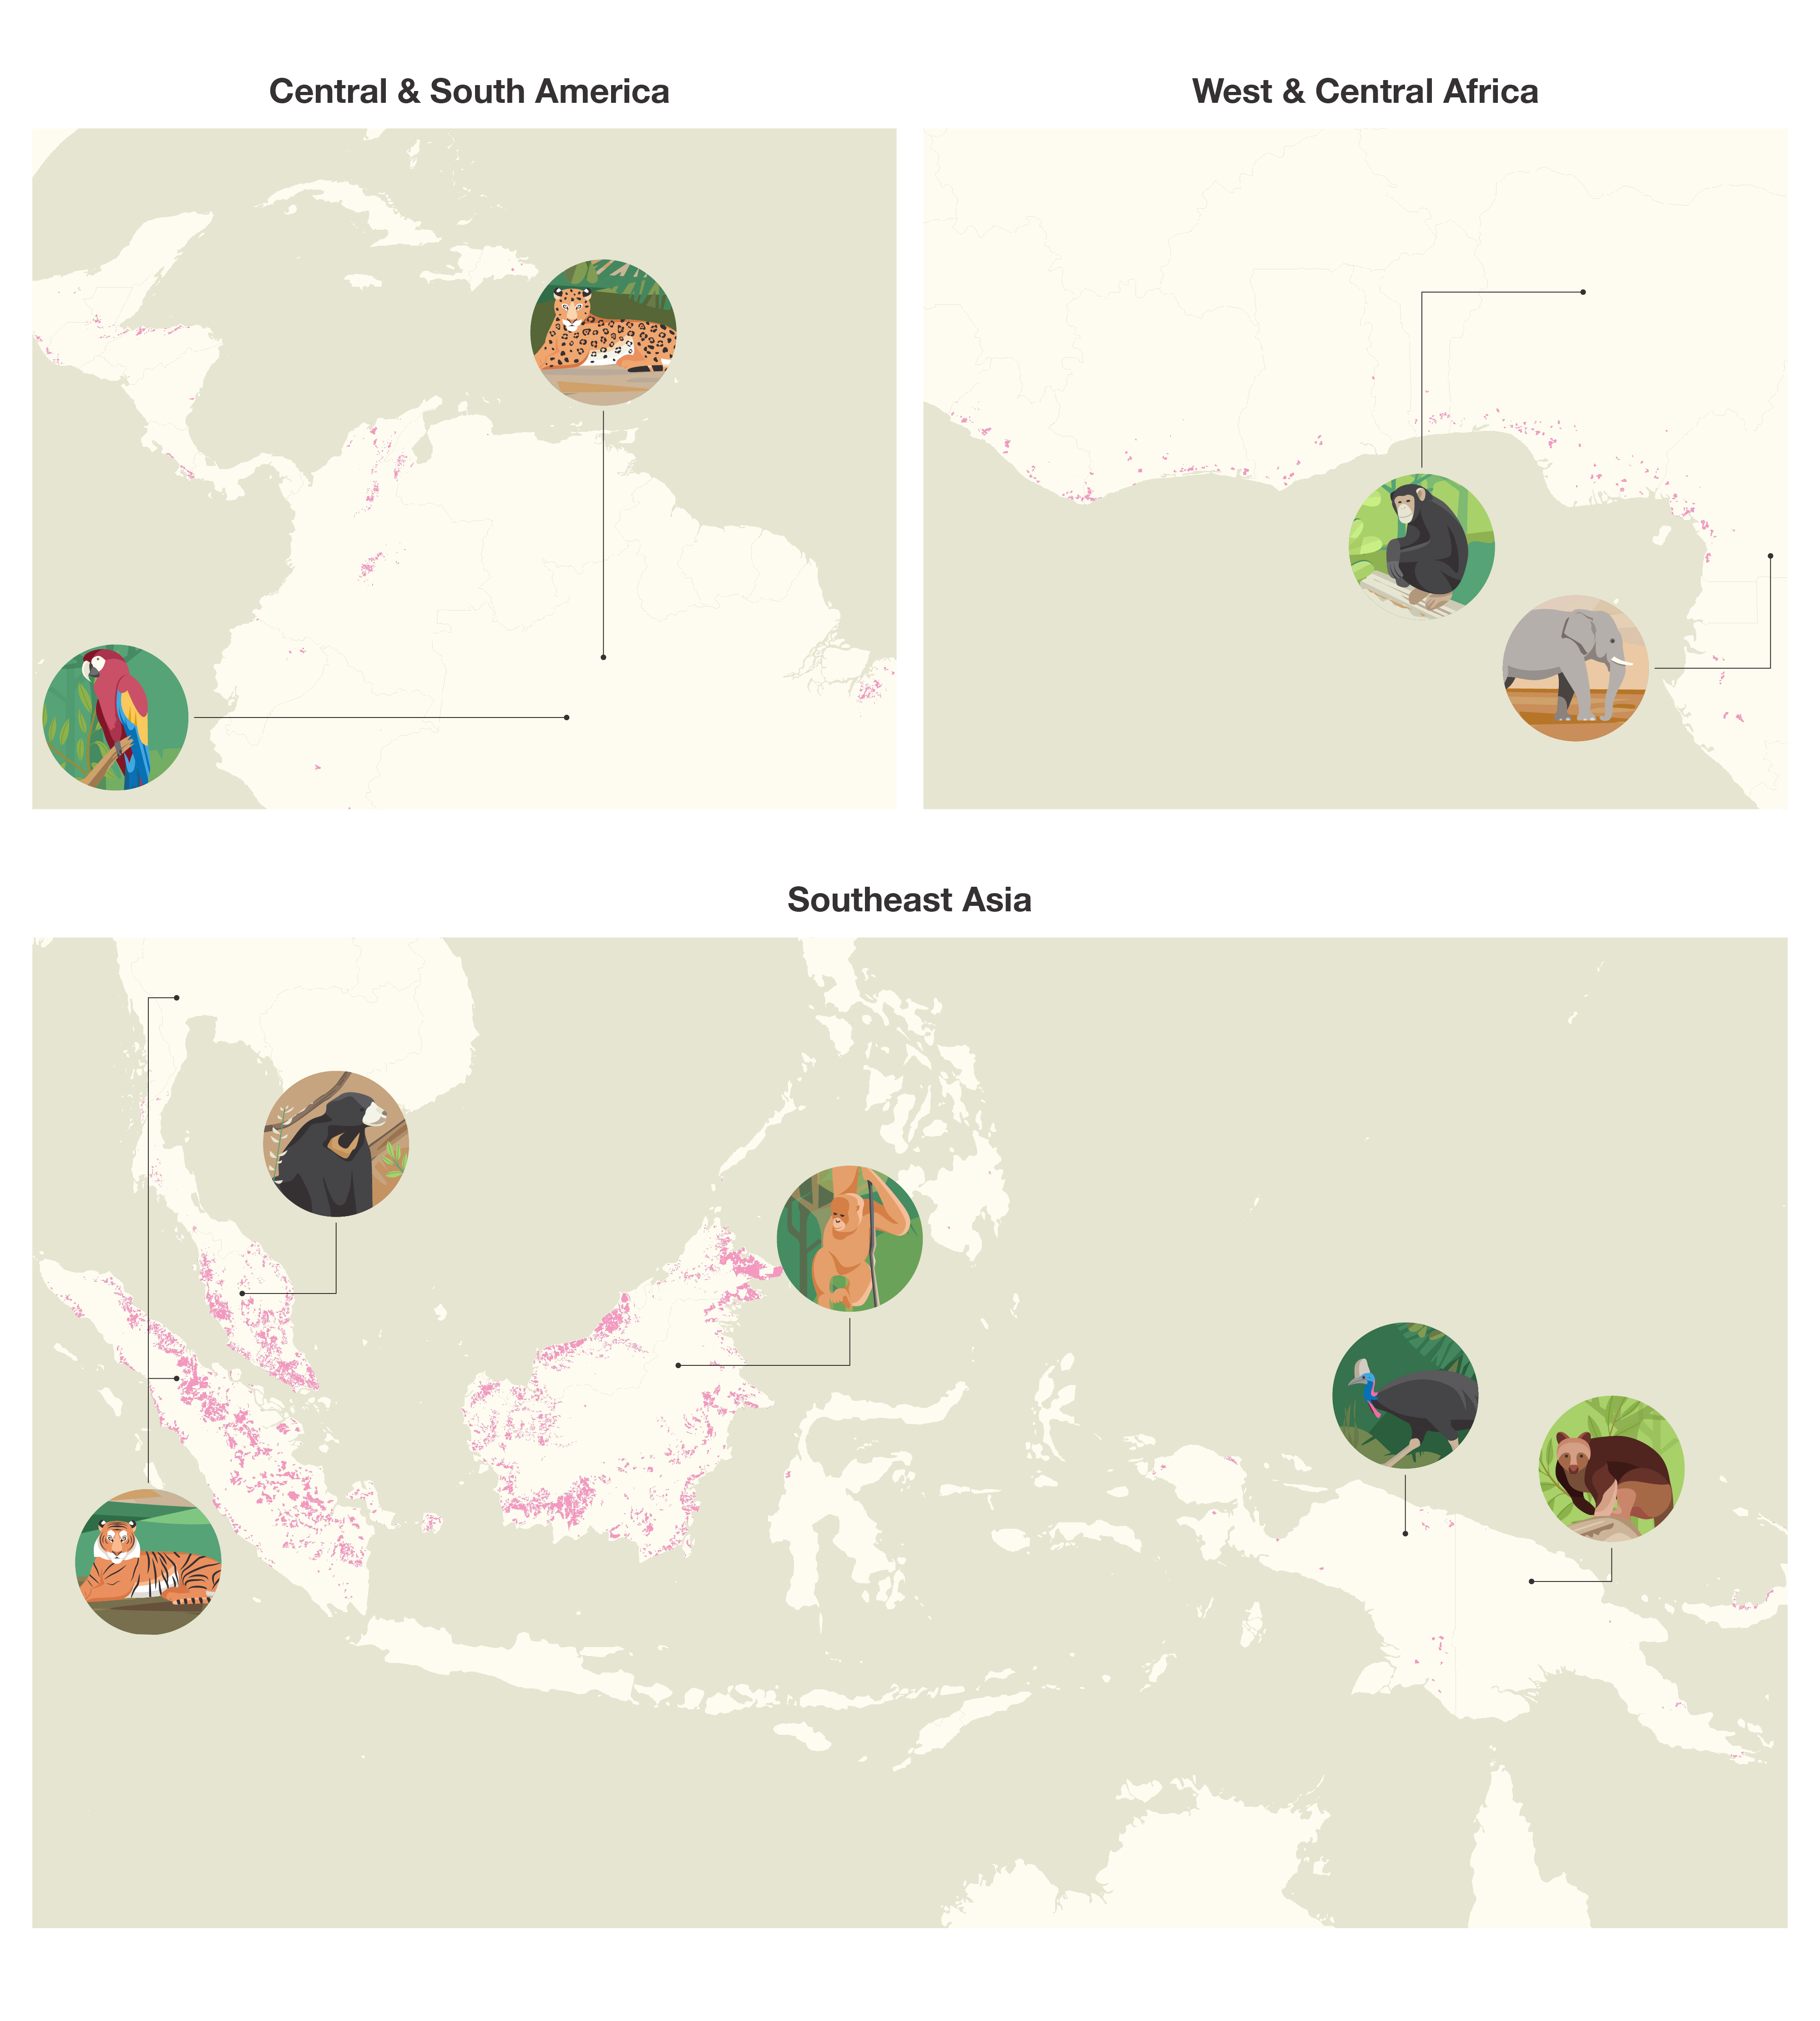 Central & South America
West & Central Africa
Southeast Asia